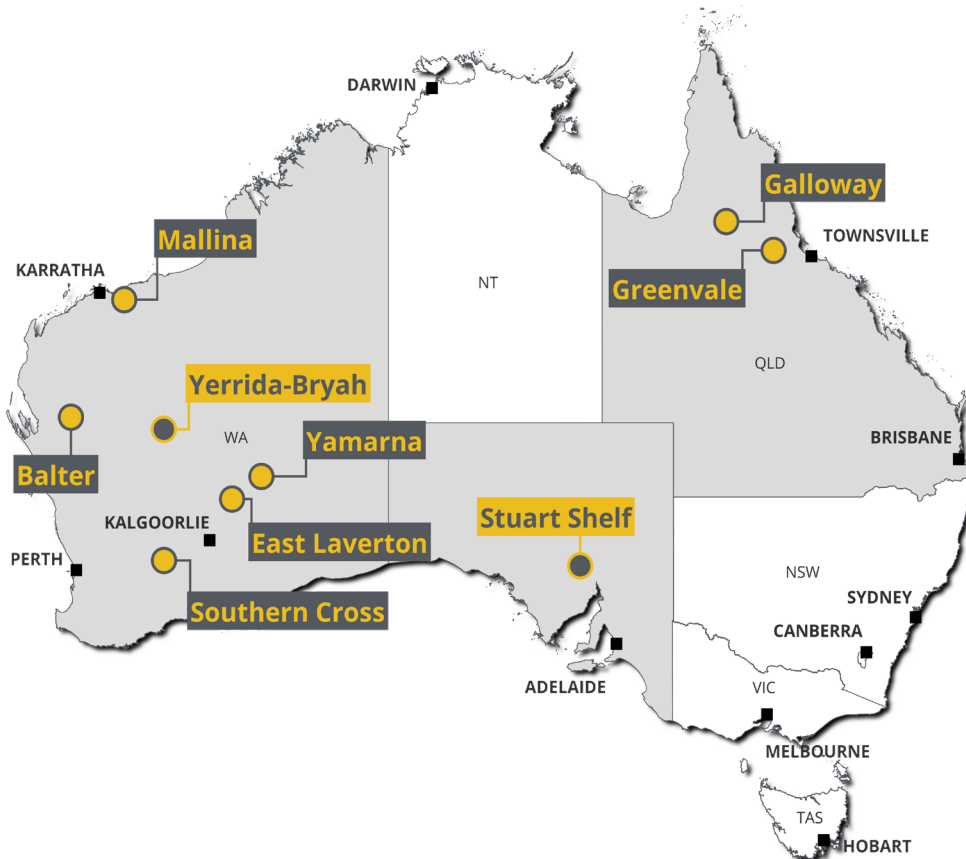 DARWIN
Galloway
TOWNSVILLE
Mallina
KARRATHA
NT
Greenvale
QLD
Yerrida-Bryah
WA
Yamarna
BRISBANE
Balter
Stuart Shelf
KALGOORLIE
East Laverton
PERTH
NSW
SYDNEY
Southern Cross
CANBERRA
ADELAIDE
VIC
MELBOURNE
TAS
HOBART